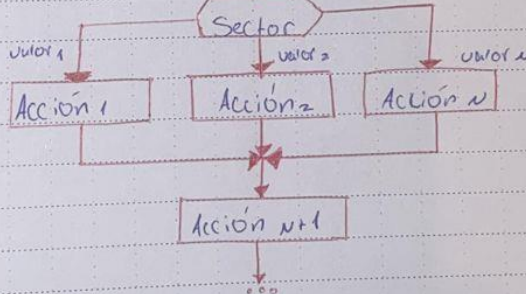 Sector
valor 1
valor 2
valor N
Acción 1
Acción 2
Acción N
Acción N+1